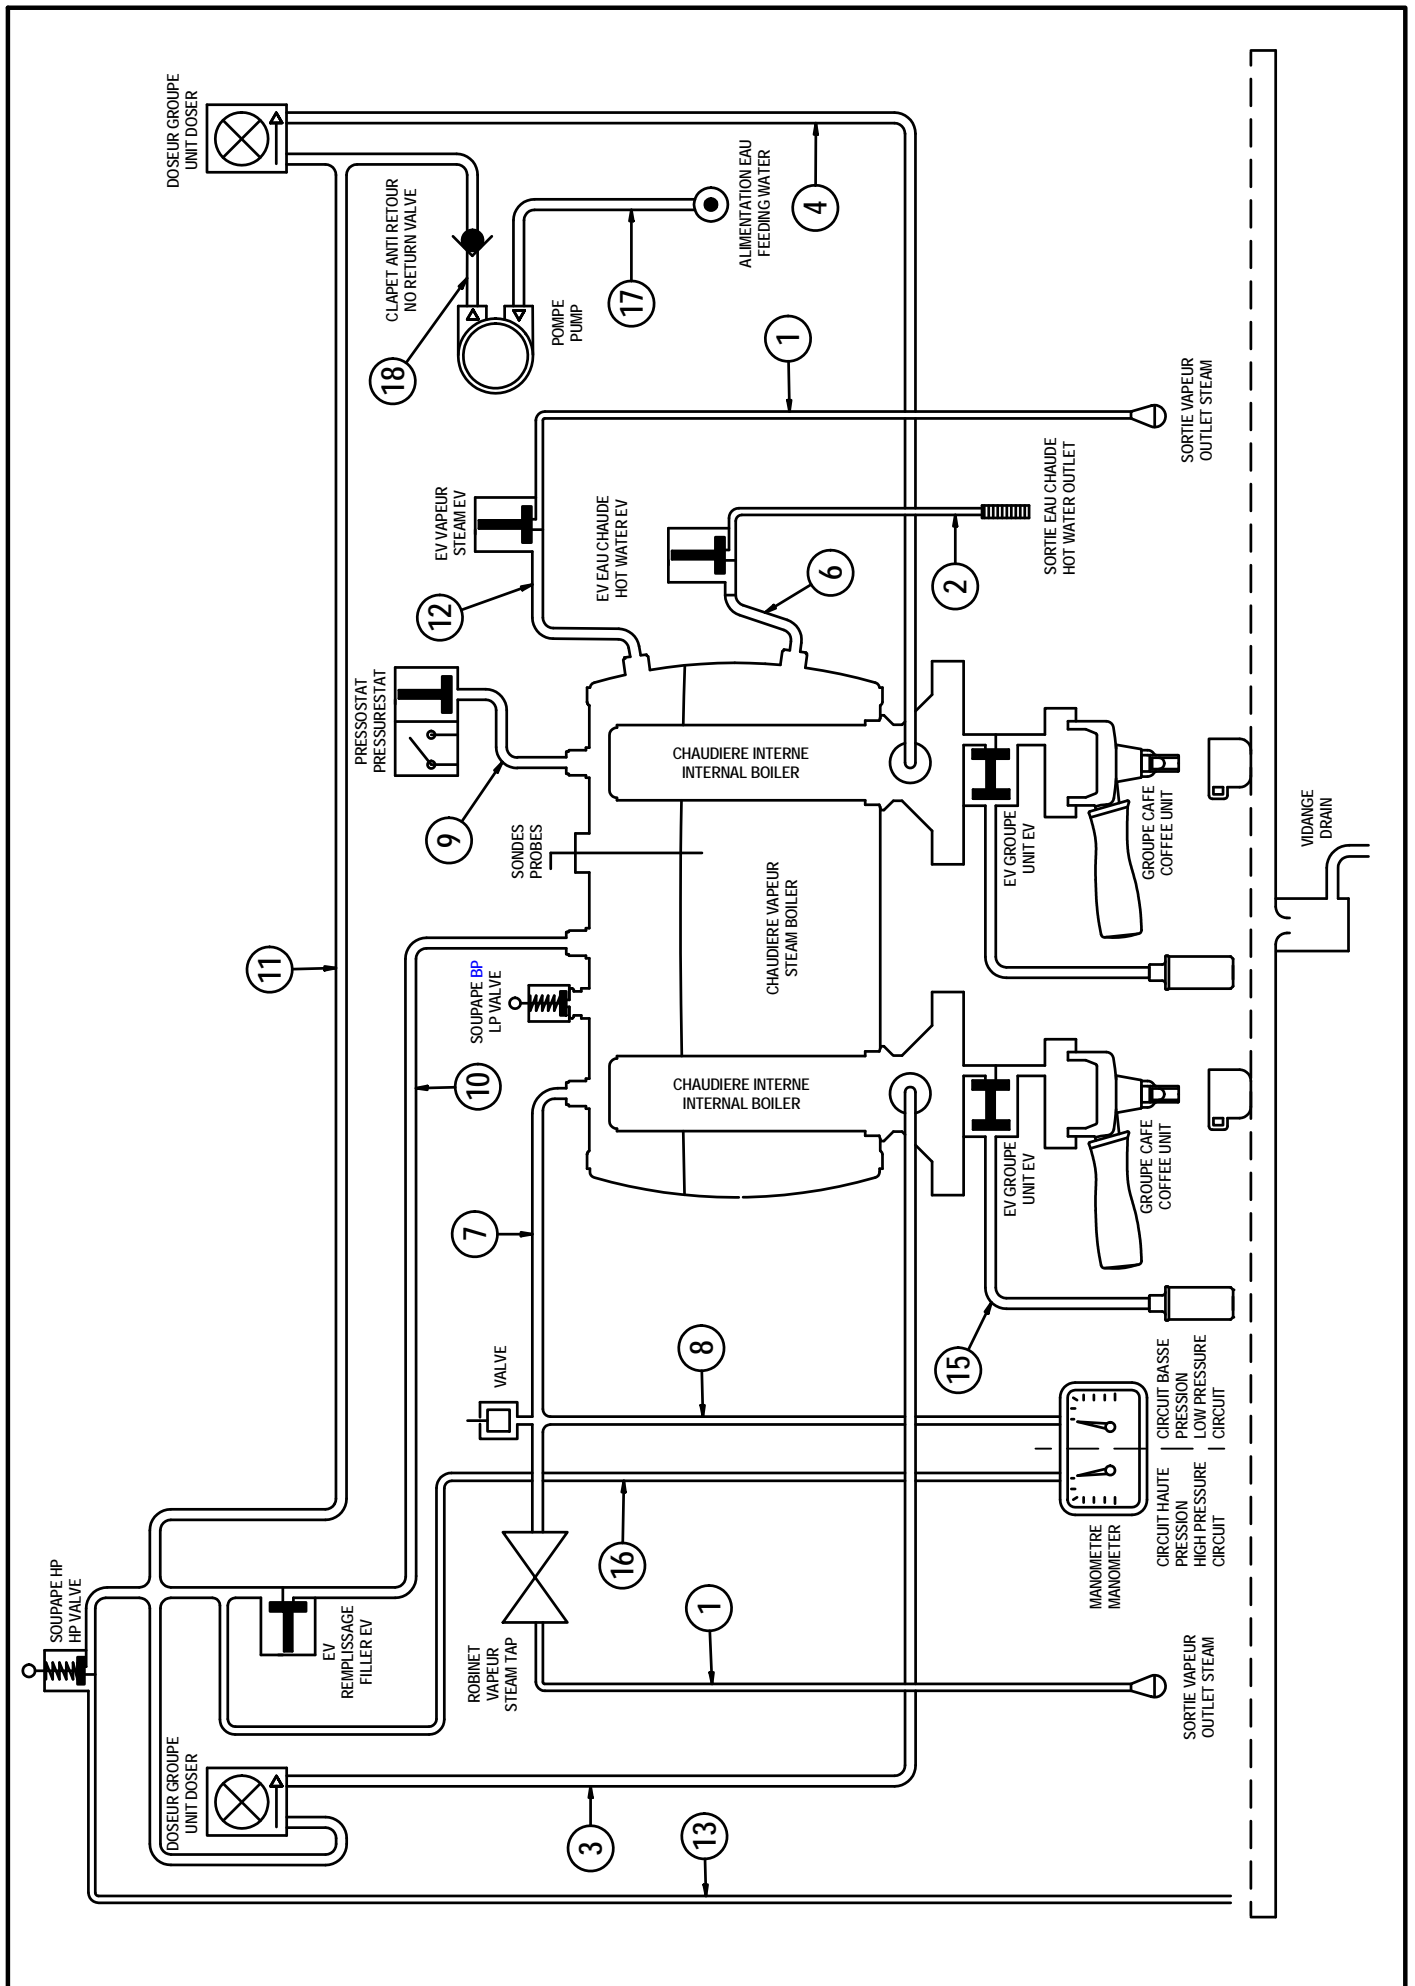 SOUPAPE HP
HP VALVE
DOSEUR GROUPE
UNIT DOSER
EV
REMPLISSAGE
FILLER EV
11
10
CLAPET ANTI RETOUR
NO RETURN VALVE
18
POMPE
PUMP
17
ALIMENTATION EAU
FEEDING WATER
DOSEUR GROUPE
UNIT DOSER
4
3
13
ROBINET
VAPEUR
STEAM TAP
1
SORTIE VAPEUR
OUTLET STEAM
16
VALVE
8
7
SOUPAPE BP
LP VALVE
SONDES
PROBES
9
PRESSOSTAT
PRESSURESTAT
12
EV VAPEUR
STEAM EV
EV EAU CHAUDE
HOT WATER EV
6
2
SORTIE EAU CHAUDE
HOT WATER OUTLET
1
SORTIE VAPEUR
OUTLET STEAM
CHAUDIERE INTERNE
INTERNAL BOILER
CHAUDIERE VAPEUR
STEAM BOILER
CHAUDIERE INTERNE
INTERNAL BOILER
MANOMETRE
MANOMETER
CIRCUIT HAUTE
PRESSION
HIGH PRESSURE
CIRCUIT
CIRCUIT BASSE
PRESSION
LOW PRESSURE
CIRCUIT
15
EV GROUPE
UNIT EV
GROUPE CAFE
COFFEE UNIT
EV GROUPE
UNIT EV
GROUPE CAFE
COFFEE UNIT
VIDANGE
DRAIN